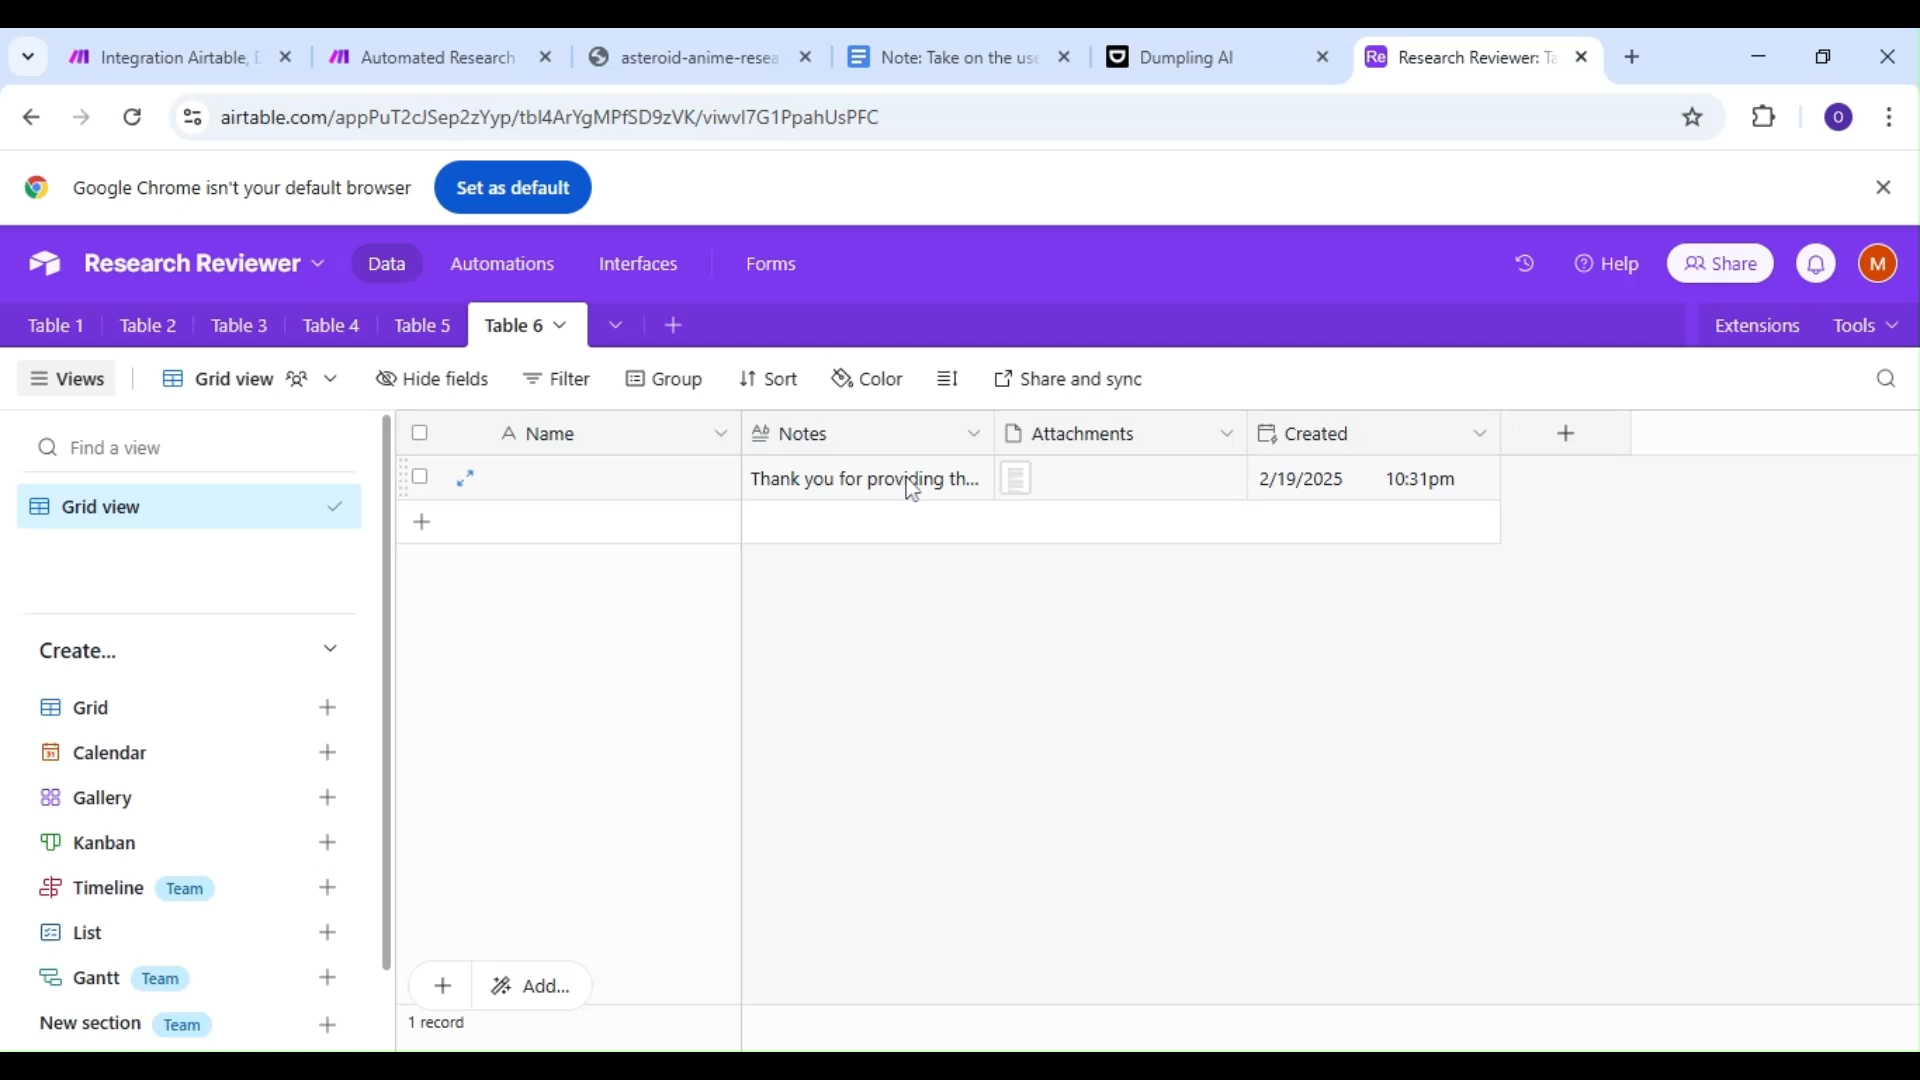 Integration Airtable, D
Automated Research
asteroid-anime-resea
Note: Take on the use
Dumpling AI
Re Research Reviewer: Ta
airtable.com/appPuT2cJSep2zYyp/tbl4ArYgMPfSD9zVK/viwvI7G1PpahUsPFC
O
Google Chrome isn't your default browser
Set as default
Research Reviewer
Data
Automations
Interfaces
Forms
Help
Share
M
Table 1
Table 2
Table 3
Table 4
Table 5
Table 6
Extensions
Tools
Views
Grid view
Hide fields
Filter
Group
Sort
Color
Share and sync
Find a view
A Name
Notes
Attachments
Created
Thank you for providing th...
2/19/2025 10:31pm
Grid view
Create...
Grid
Calendar
Gallery
Kanban
Timeline Team
List
Gantt Team
New section Team
Add...
1 record